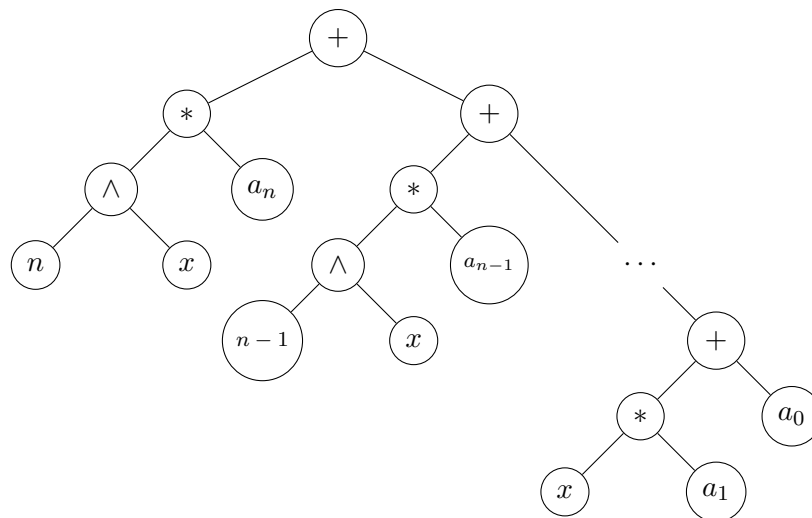 +
* +
∧ a_n *
n x ∧ a_{n−1} ⋯
n − 1 x +
* a_0
x a_1